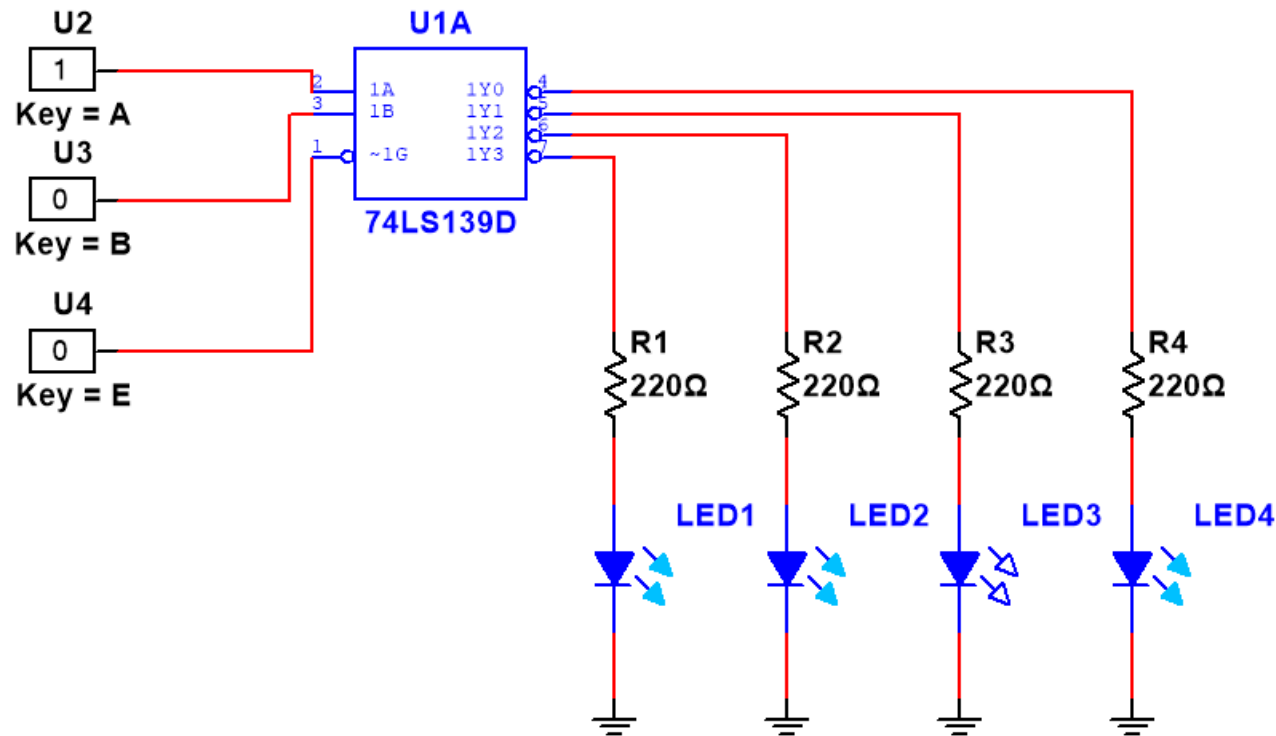 U2
1
Key = A
U3
0
Key = B
U4
0
Key = E
U1A
2 1A 1Y0 4
3 1B 1Y1 5
1Y2 6
1 ~1G 1Y3 7
74LS139D
R1
220Ω
R2
220Ω
R3
220Ω
R4
220Ω
LED1
LED2
LED3
LED4